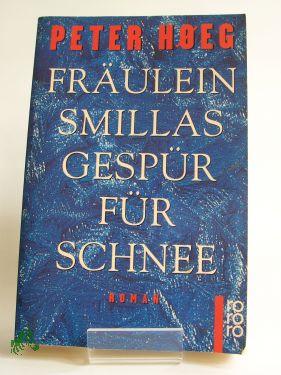 PETER HØEG
FRÄULEIN
SMILLAS
GESPÜR
FÜR
SCHNEE
ROMAN
rororo